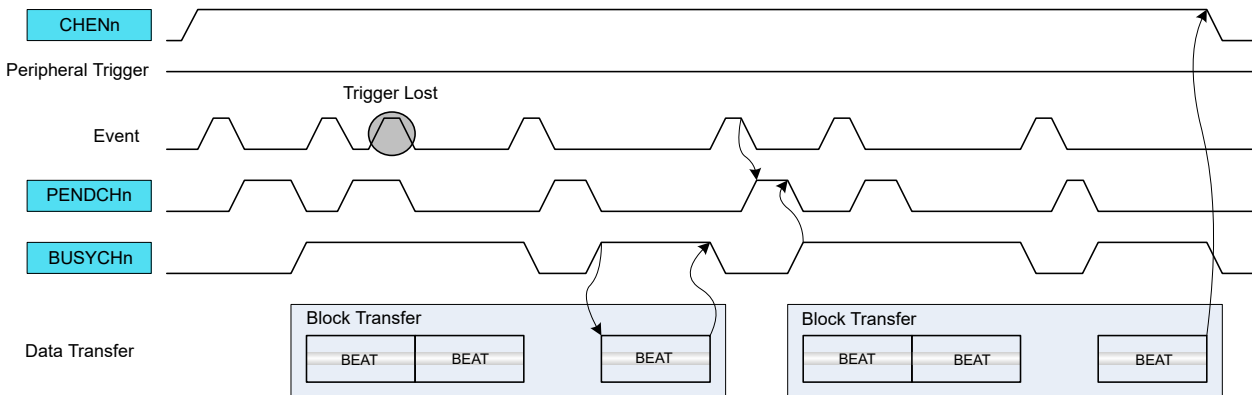 CHENn
Peripheral Trigger
Trigger Lost
Event
PENDCHn
BUSYCHn
Block Transfer
Block Transfer
Data Transfer
BEAT
BEAT
BEAT
BEAT
BEAT
BEAT